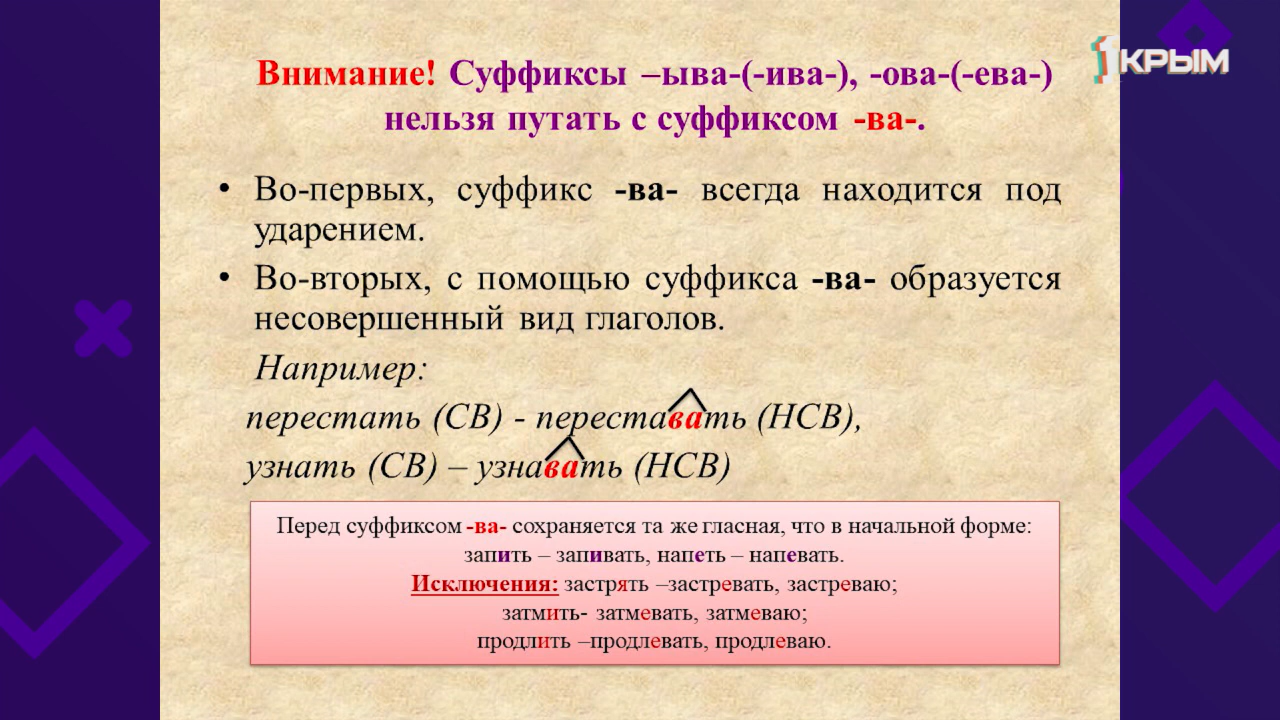 Внимание! Суффиксы –ыва-(-ива-), -ова-(-ева-)
нельзя путать с суффиксом -ва-.
1КРЫМ
• Во-первых, суффикс -ва- всегда находится под
ударением.
• Во-вторых, с помощью суффикса -ва- образуется
несовершенный вид глаголов.
Например:
перестать (СВ) - переставать (НСВ),
узнать (СВ) – узнавать (НСВ)
Перед суффиксом -ва- сохраняется та же гласная, что в начальной форме:
запить – запивать, напеть – напевать.
Исключения: застрять –застревать, застреваю;
затмить- затмевать, затмеваю;
продлить –продлевать, продлеваю.